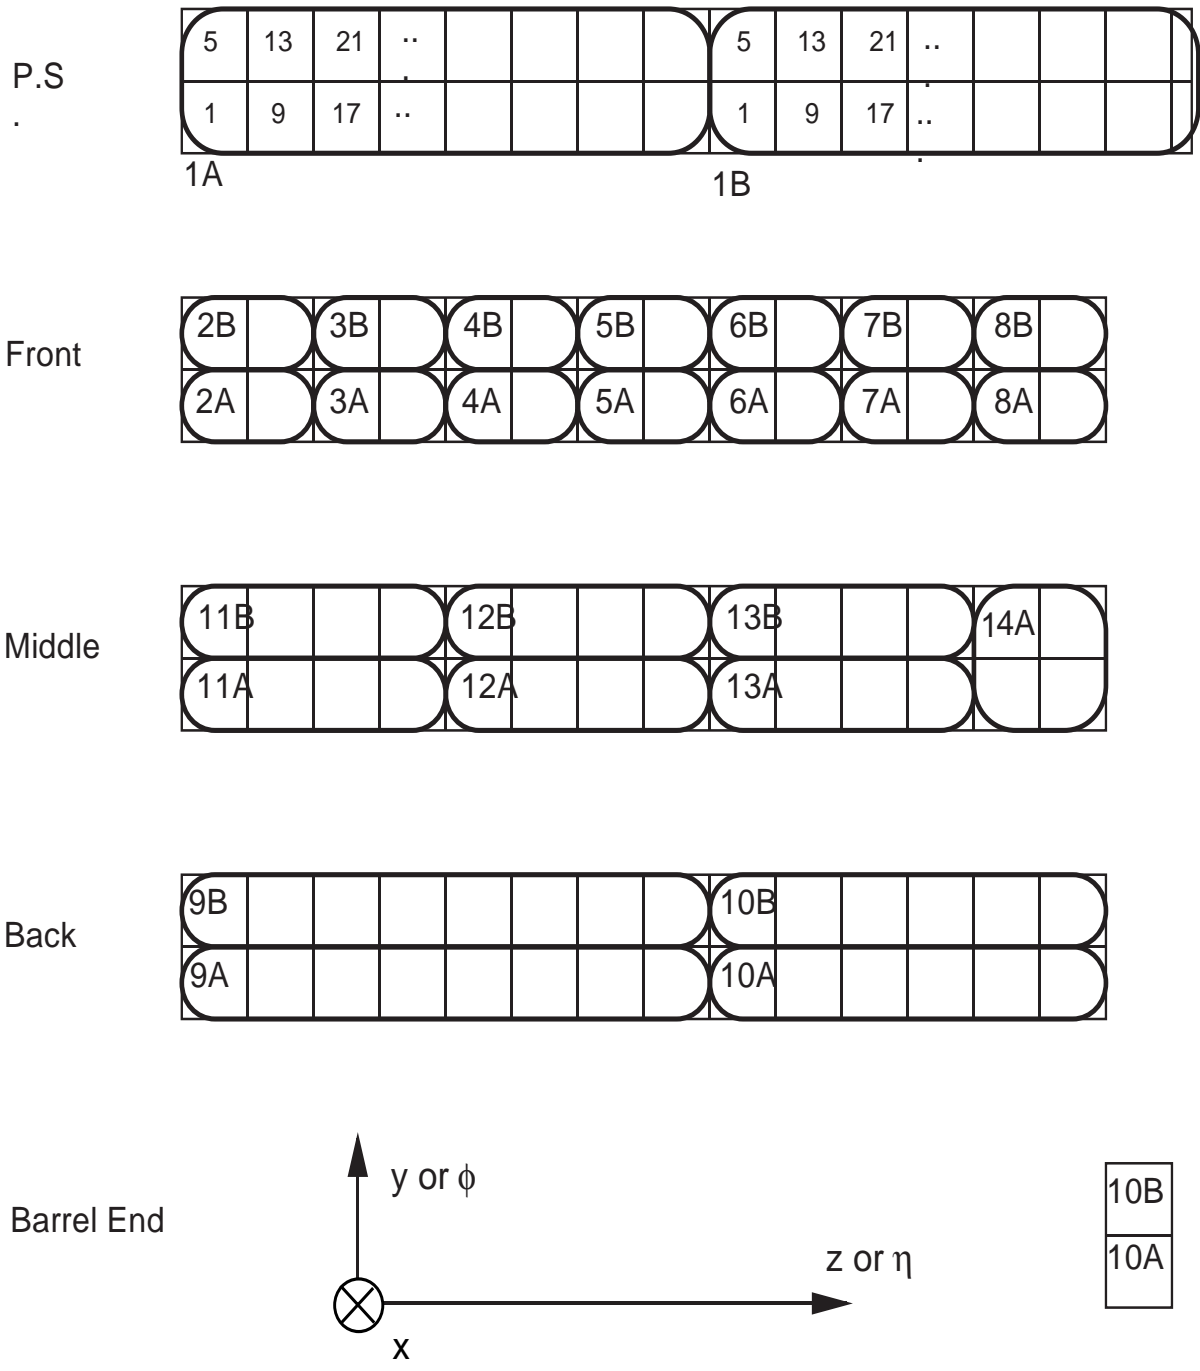 5 13 21 .. . 5 13 21 .. .
P.S
.
1 9 17 .. 1 9 17 .. .
1A 1B
2B 3B 4B 5B 6B 7B 8B
Front
2A 3A 4A 5A 6A 7A 8A
11B 12B 13B 14A
Middle
11A 12A 13A
9B 10B
Back
9A 10A
y or ϕ 10B
Barrel End
z or η 10A
x